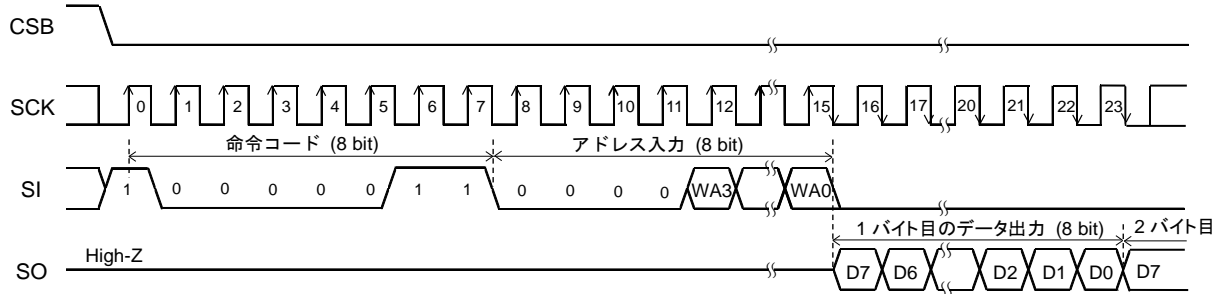 CSB
SCK 0 1 2 3 4 5 6 7 8 9 10 11 12 15 16 17 20 21 22 23
命令コード (8 bit) アドレス入力 (8 bit)
SI 1 0 0 0 0 0 1 1 0 0 0 0 WA3 WA0
1 バイト目のデータ出力 (8 bit) 2 バイト目
High-Z
SO D7 D6 D2 D1 D0 D7